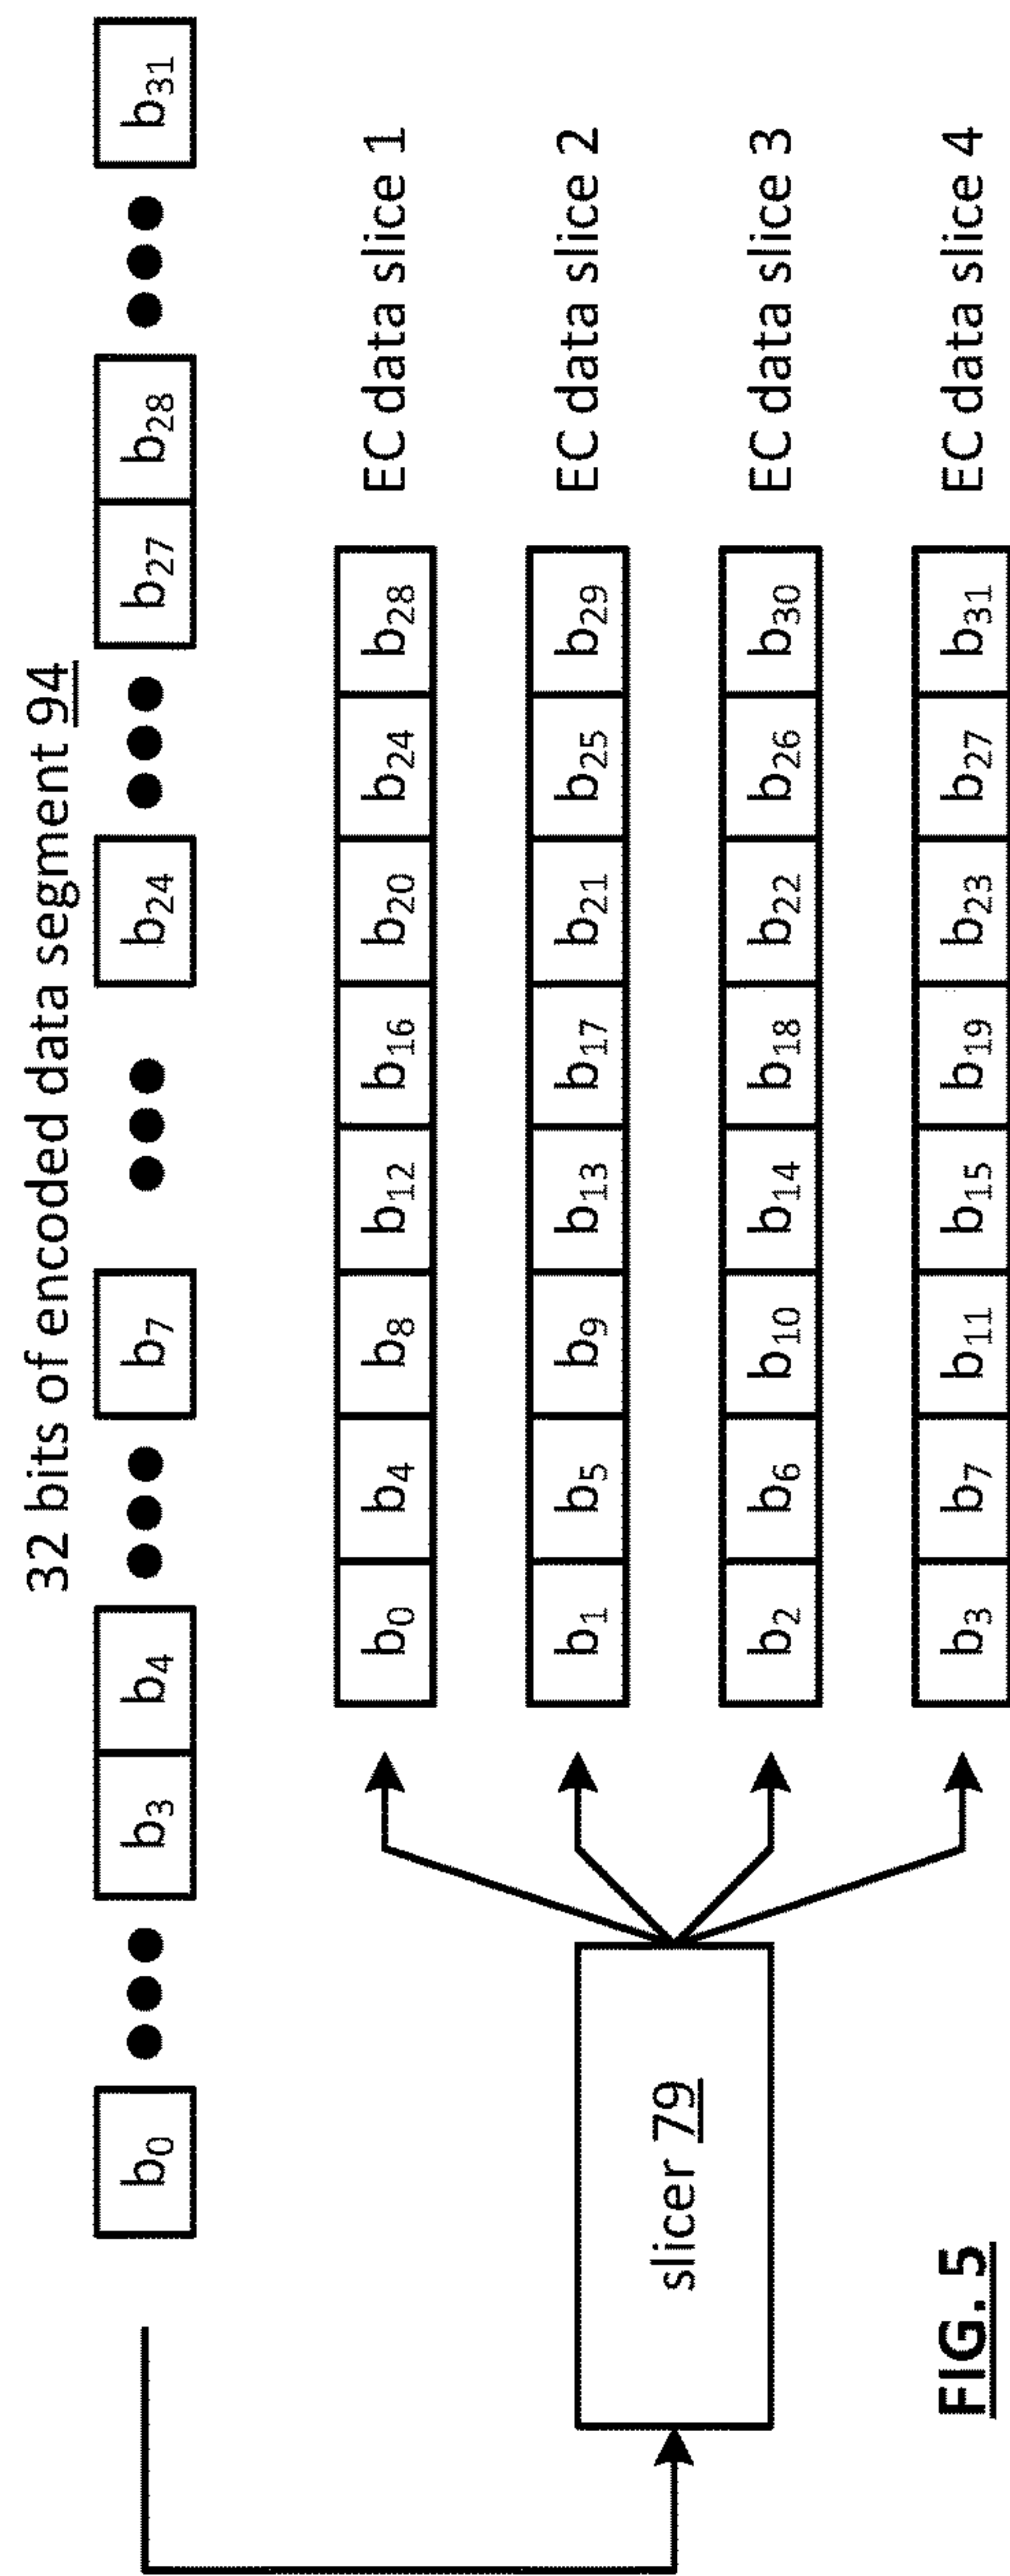 32 bits of encoded data segment 94
b0 ●●● b3 b4 ●●● b7 ●●● b24 ●●● b27 b28 ●●● b31
b0 b4 b8 b12 b16 b20 b24 b28 EC data slice 1
b1 b5 b9 b13 b17 b21 b25 b29 EC data slice 2
slicer 79
b2 b6 b10 b14 b18 b22 b26 b30 EC data slice 3
b3 b7 b11 b15 b19 b23 b27 b31 EC data slice 4
FIG. 5